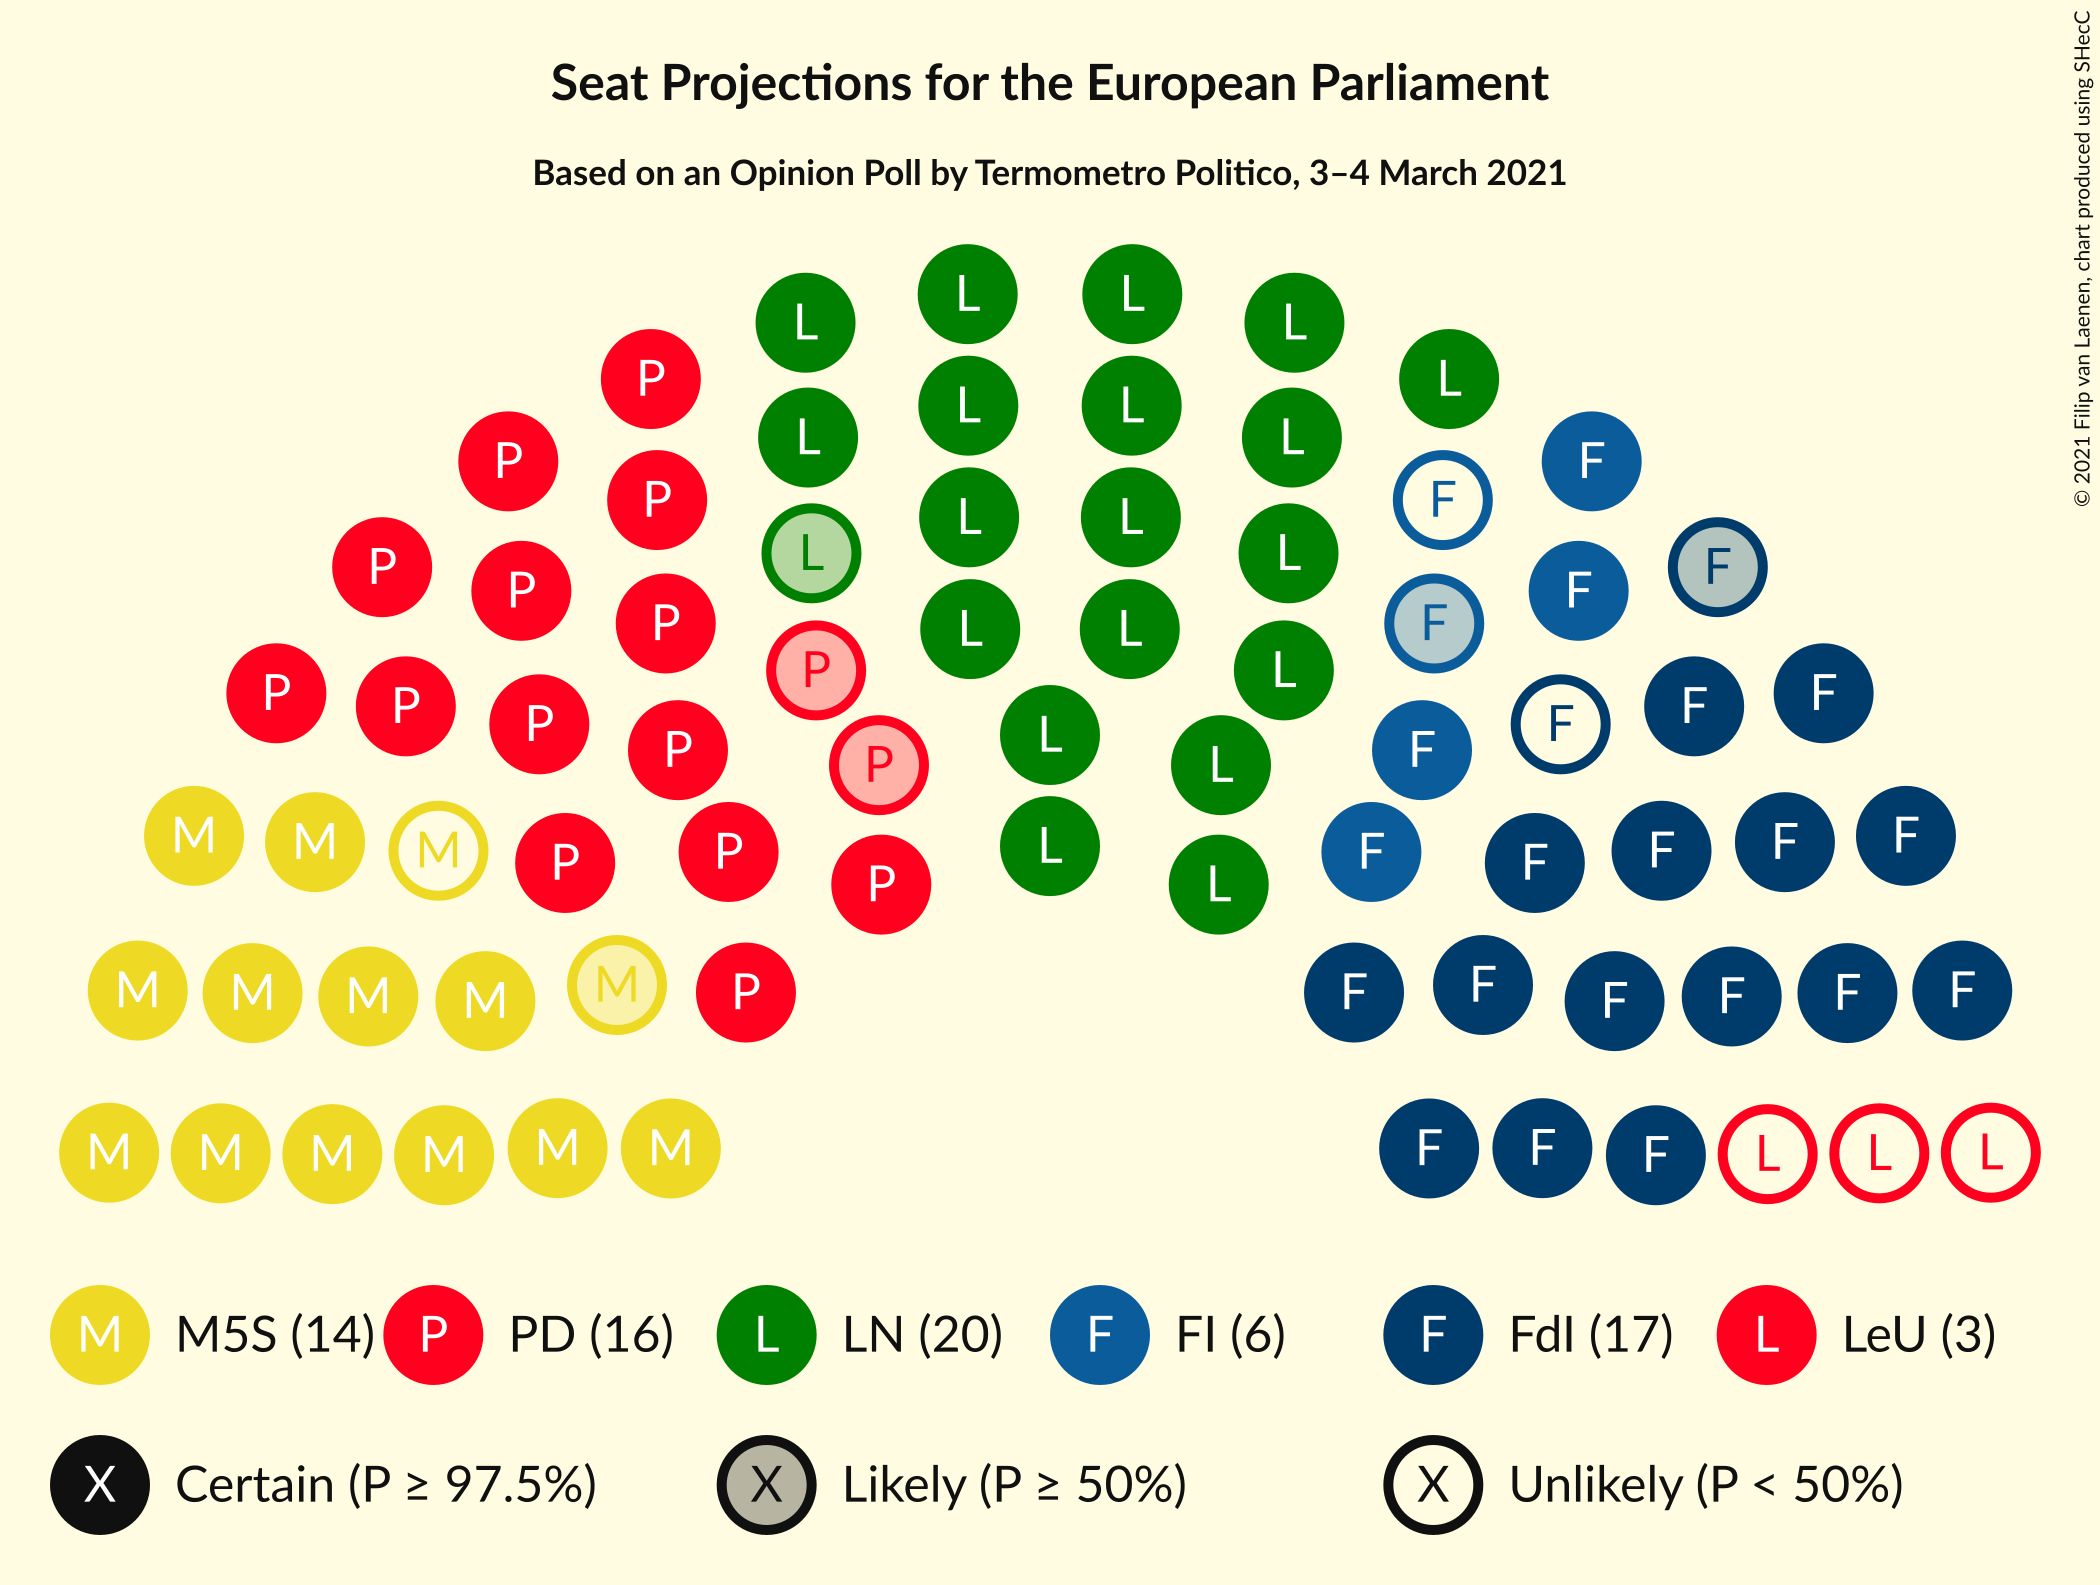 Seat Projections for the European Parliament
Based on an Opinion Poll by Termometro Politico, 3–4 March 2021
© 2021 Filip van Laenen, chart produced using SHecC
L L
L L
P L
L L
L L
P F
P L F
L L
P F
P F
P F
P F
L L
P L
P F
P F
P F
P F
L
P L
M F
M F
M F
P F
P F
L
P L
M F
M F
M F
M F
M F
P F
M F
M F
M F L
M F L
M F L
M M5S (14) P PD (16) L LN (20) F FI (6) F FdI (17) L LeU (3)
X Certain (P ≥ 97.5%) X Likely (P ≥ 50%) X Unlikely (P < 50%)